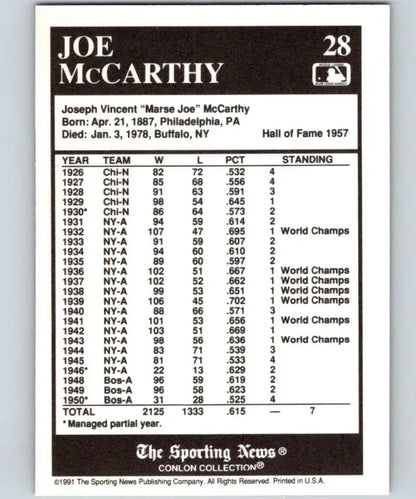 JOE 28
McCARTHY
Joseph Vincent "Marse Joe" McCarthy
Born: Apr. 21, 1887, Philadelphia, PA
Died: Jan. 3, 1978, Buffalo, NY Hall of Fame 1957
YEAR TEAM W L PCT STANDING
1926 Chi-N 82 72 .532 4
1927 Chi-N 85 68 .556 4
1928 Chi-N 91 63 .591 3
1929 Chi-N 98 54 .645 1
1930* Chi-N 86 64 .573 2
1931 NY-A 94 59 .614 2
1932 NY-A 107 47 .695 1 World Champs
1933 NY-A 91 59 .607 2
1934 NY-A 94 60 .610 2
1935 NY-A 89 60 .597 2
1936 NY-A 102 51 .667 1 World Champs
1937 NY-A 102 52 .662 1 World Champs
1938 NY-A 99 53 .651 1 World Champs
1939 NY-A 106 45 .702 1 World Champs
1940 NY-A 88 66 .571 3
1941 NY-A 101 53 .656 1 World Champs
1942 NY-A 103 51 .669 1
1943 NY-A 98 56 .636 1 World Champs
1944 NY-A 83 71 .539 3
1945 NY-A 81 71 .533 4
1946* NY-A 22 13 .629 2
1948 Bos-A 96 59 .619 2
1949 Bos-A 96 58 .623 2
1950* Bos-A 31 28 .525 4
TOTAL 2125 1333 .615 — 7
*Managed partial year.
The Sporting News®
CONLON COLLECTION®
©1991 The Sporting News Publishing Company. All Rights Reserved. Printed in U.S.A.